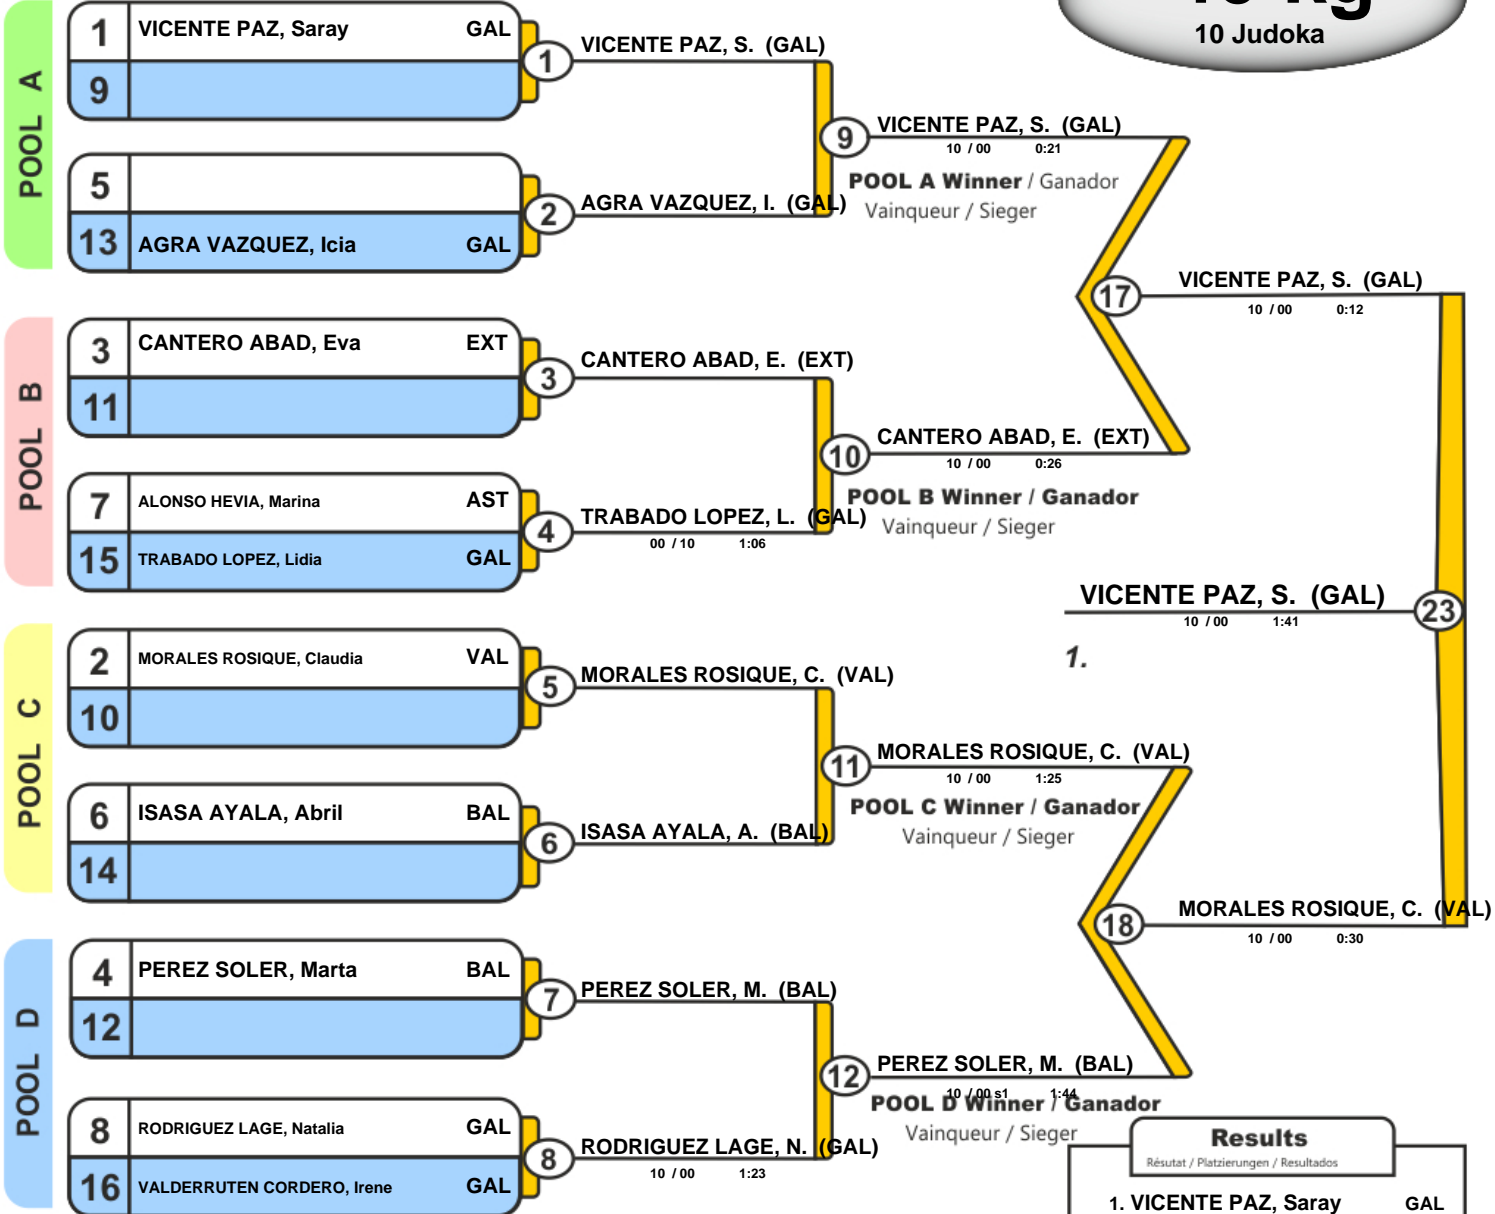 10 Judoka
POOL A
1 VICENTE PAZ, Saray GAL
9
5
13 AGRA VAZQUEZ, Icia GAL
1 VICENTE PAZ, S. (GAL)
2 AGRA VAZQUEZ, I. (GAL)
9 VICENTE PAZ, S. (GAL)
10 / 00 0:21
POOL A Winner / Ganador
Vainqueur / Sieger
POOL B
3 CANTERO ABAD, Eva EXT
11
7 ALONSO HEVIA, Marina AST
15 TRABADO LOPEZ, Lidia GAL
3 CANTERO ABAD, E. (EXT)
4 TRABADO LOPEZ, L. (GAL)
00 / 10 1:06
10 CANTERO ABAD, E. (EXT)
10 / 00 0:26
POOL B Winner / Ganador
Vainqueur / Sieger
17 VICENTE PAZ, S. (GAL)
10 / 00 0:12
VICENTE PAZ, S. (GAL) 23
10 / 00 1:41
1.
POOL C
2 MORALES ROSIQUE, Claudia VAL
10
6 ISASA AYALA, Abril BAL
14
5 MORALES ROSIQUE, C. (VAL)
6 ISASA AYALA, A. (BAL)
11 MORALES ROSIQUE, C. (VAL)
10 / 00 1:25
POOL C Winner / Ganador
Vainqueur / Sieger
18 MORALES ROSIQUE, C. (VAL)
10 / 00 0:30
POOL D
4 PEREZ SOLER, Marta BAL
12
8 RODRIGUEZ LAGE, Natalia GAL
16 VALDERRUTEN CORDERO, Irene GAL
7 PEREZ SOLER, M. (BAL)
8 RODRIGUEZ LAGE, N. (GAL)
10 / 00 1:23
12 PEREZ SOLER, M. (BAL)
10 / 00 s1 1:44
POOL D Winner / Ganador
Vainqueur / Sieger
Results
Résutat / Platzierungen / Resultados
1. VICENTE PAZ, Saray GAL